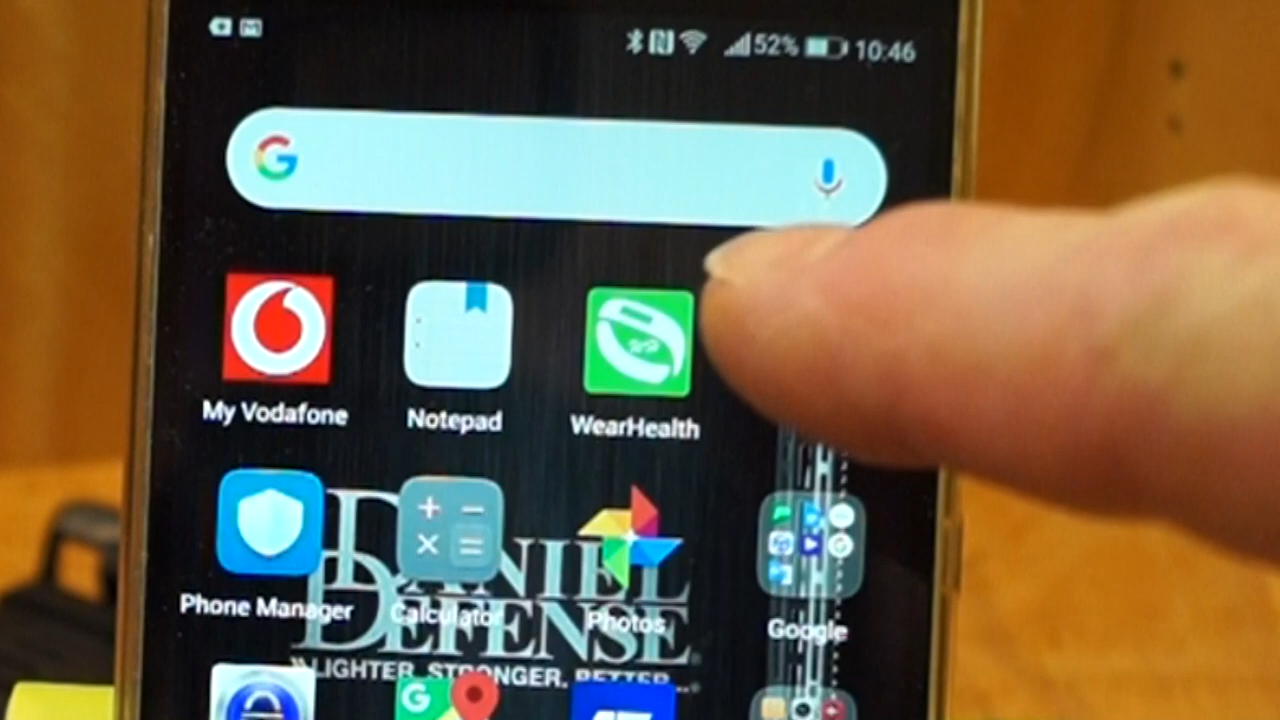 52% 10:46
My Vodafone
Notepad
WearHealth
Phone Manager
Calculator
Photos
Google
DANIEL
DEFENSE
LIGHTER. STRONGER. BETTER...